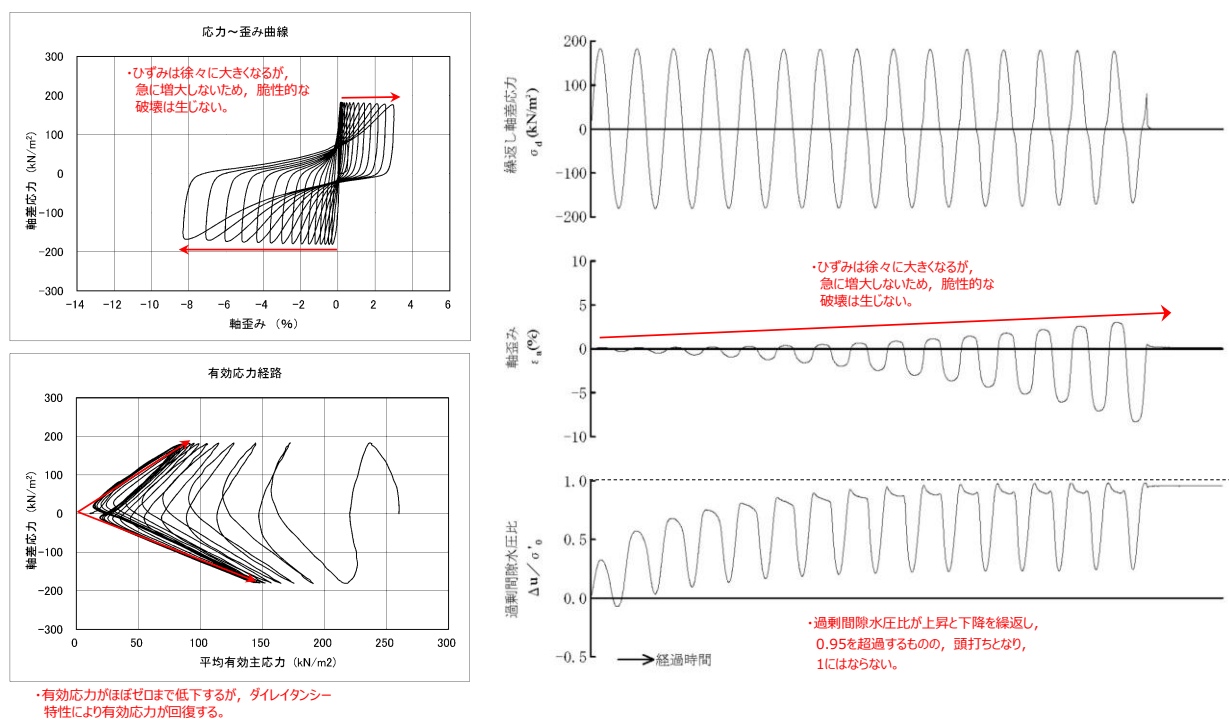 応力～歪み曲線
・ひずみは徐々に大きくなるが，
急に増大しないため，脆性的な
破壊は生じない。
軸差応力 (kN/m²)
300
200
100
0
-100
-200
-300
-14 -12 -10 -8 -6 -4 -2 0 2 4 6
軸歪み (%)
有効応力経路
軸差応力 (kN/m²)
300
200
100
0
-100
-200
-300
0 50 100 150 200 250 300
平均有効主応力 (kN/m2)
・有効応力がほぼゼロまで低下するが，ダイレイタンシー
特性により有効応力が回復する。
繰返し軸差応力
σd (kN/m²)
200
100
0
-100
-200
軸歪み
εa(%)
10
5
0
-5
-10
・ひずみは徐々に大きくなるが，
急に増大しないため，脆性的な
破壊は生じない。
過剰間隙水圧比
Δu／σ'0
1.0
0.5
0.0
-0.5
経過時間
・過剰間隙水圧比が上昇と下降を繰返し，
0.95を超過するものの，頭打ちとなり，
1にはならない。